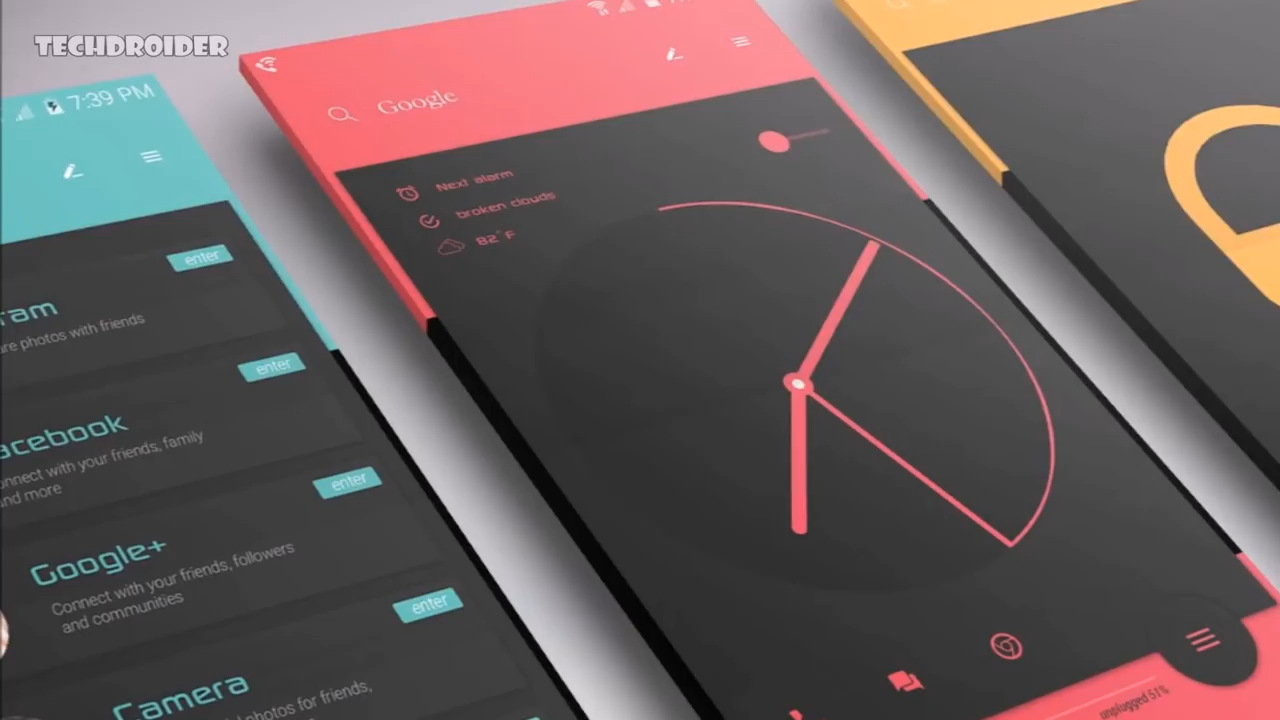 TECHDROIDER
7:39 PM
enter
ram
are photos with friends
enter
acebook
onnect with your friends, family
and more
enter
Google+
Connect with your friends, followers
and communities
enter
Camera
photos for friends,
Google
Next alarm
broken clouds
82°F
unplugged 51%